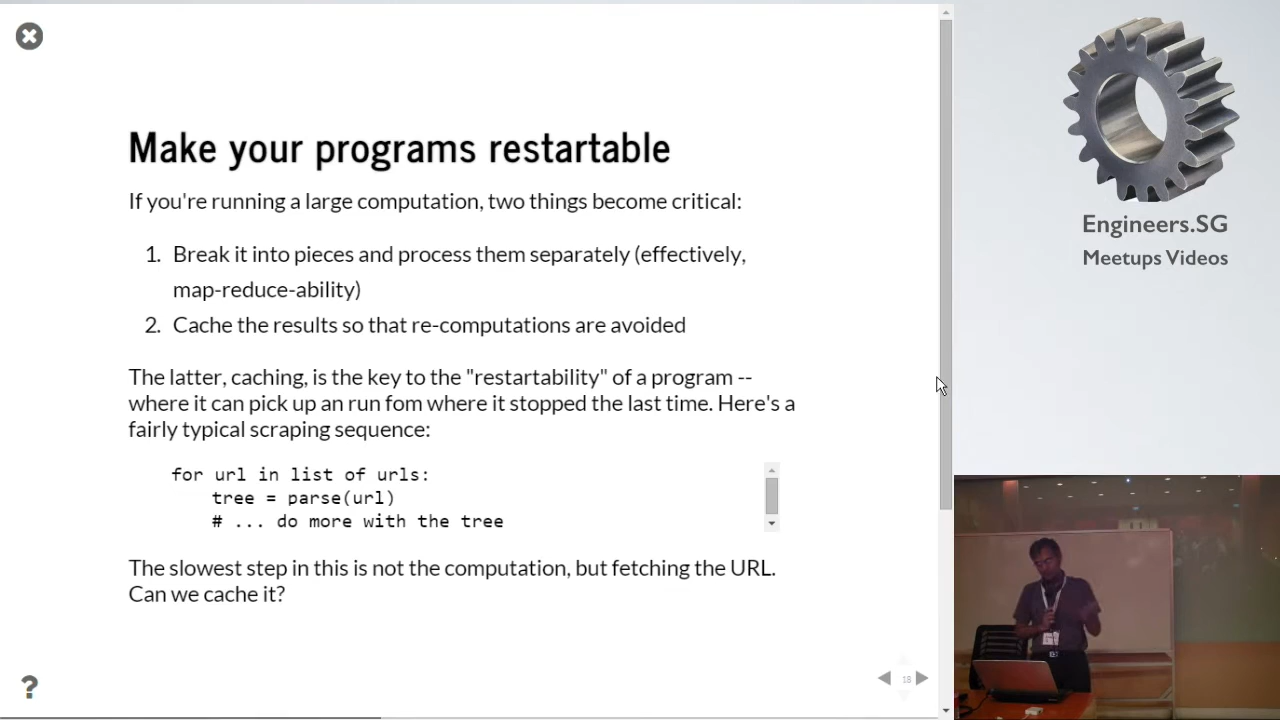 Make your programs restartable
If you're running a large computation, two things become critical:
1. Break it into pieces and process them separately (effectively,
map-reduce-ability)
2. Cache the results so that re-computations are avoided
The latter, caching, is the key to the "restartability" of a program --
where it can pick up an run fom where it stopped the last time. Here's a
fairly typical scraping sequence:
for url in list of urls:
tree = parse(url)
# ... do more with the tree
The slowest step in this is not the computation, but fetching the URL.
Can we cache it?
?
18
Engineers.SG
Meetups Videos